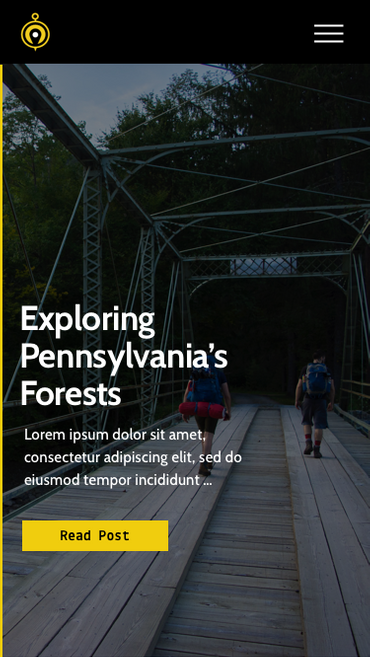 Exploring
Pennsylvania's
Forests
Lorem ipsum dolor sit amet,
consectetur adipiscing elit, sed do
eiusmod tempor incididunt ...
Read Post